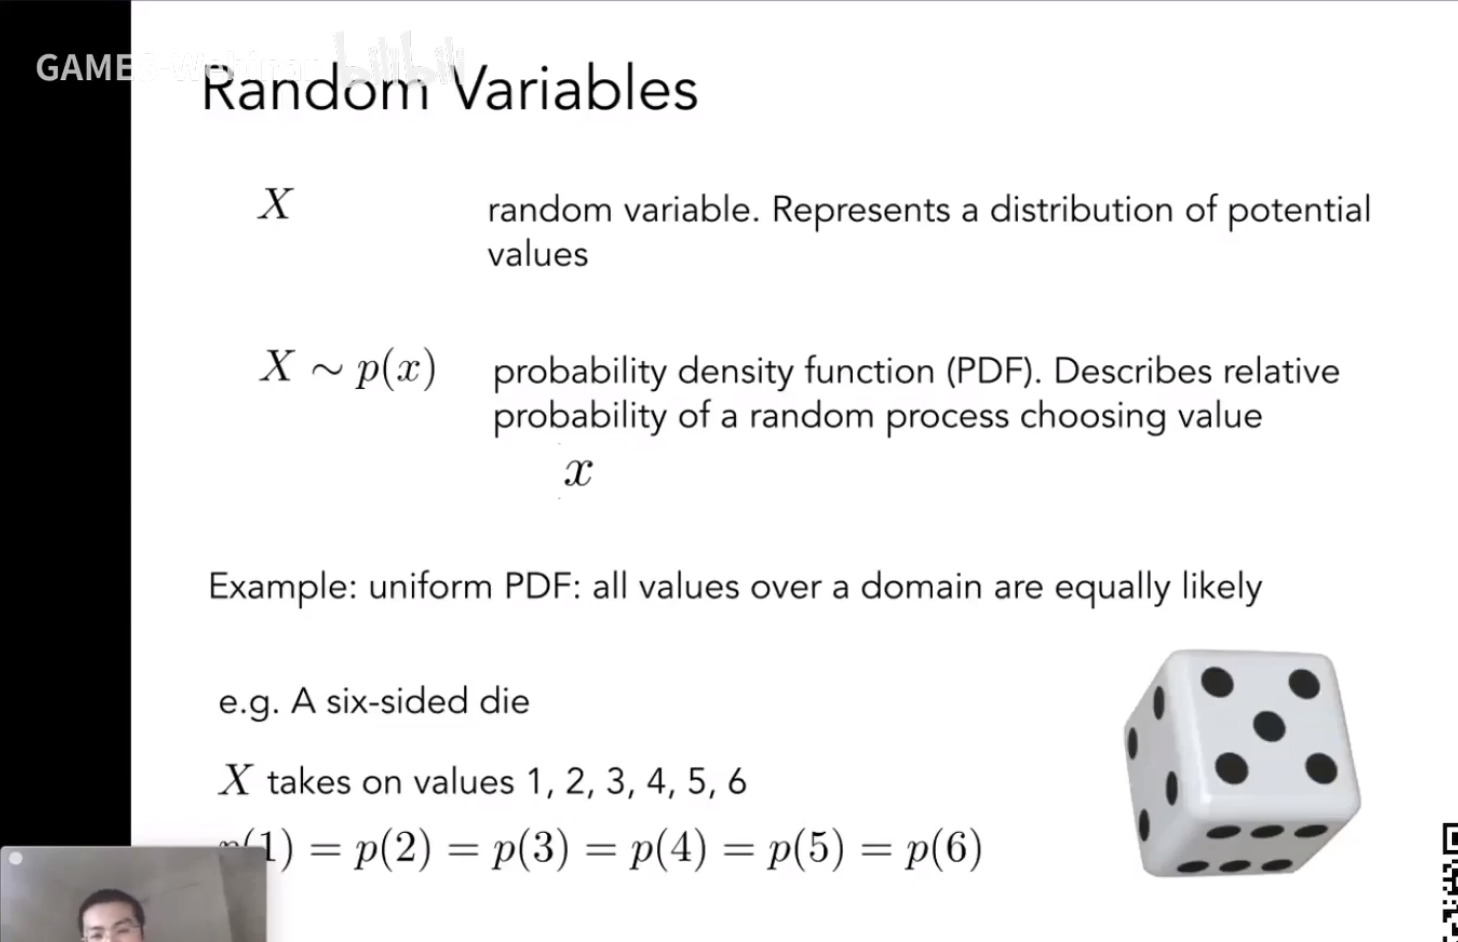 GAMES-Webinar bilibili
Random Variables
X random variable. Represents a distribution of potential
values
X ∼ p(x) probability density function (PDF). Describes relative
probability of a random process choosing value
x
Example: uniform PDF: all values over a domain are equally likely
e.g. A six-sided die
X takes on values 1, 2, 3, 4, 5, 6
p(1) = p(2) = p(3) = p(4) = p(5) = p(6)